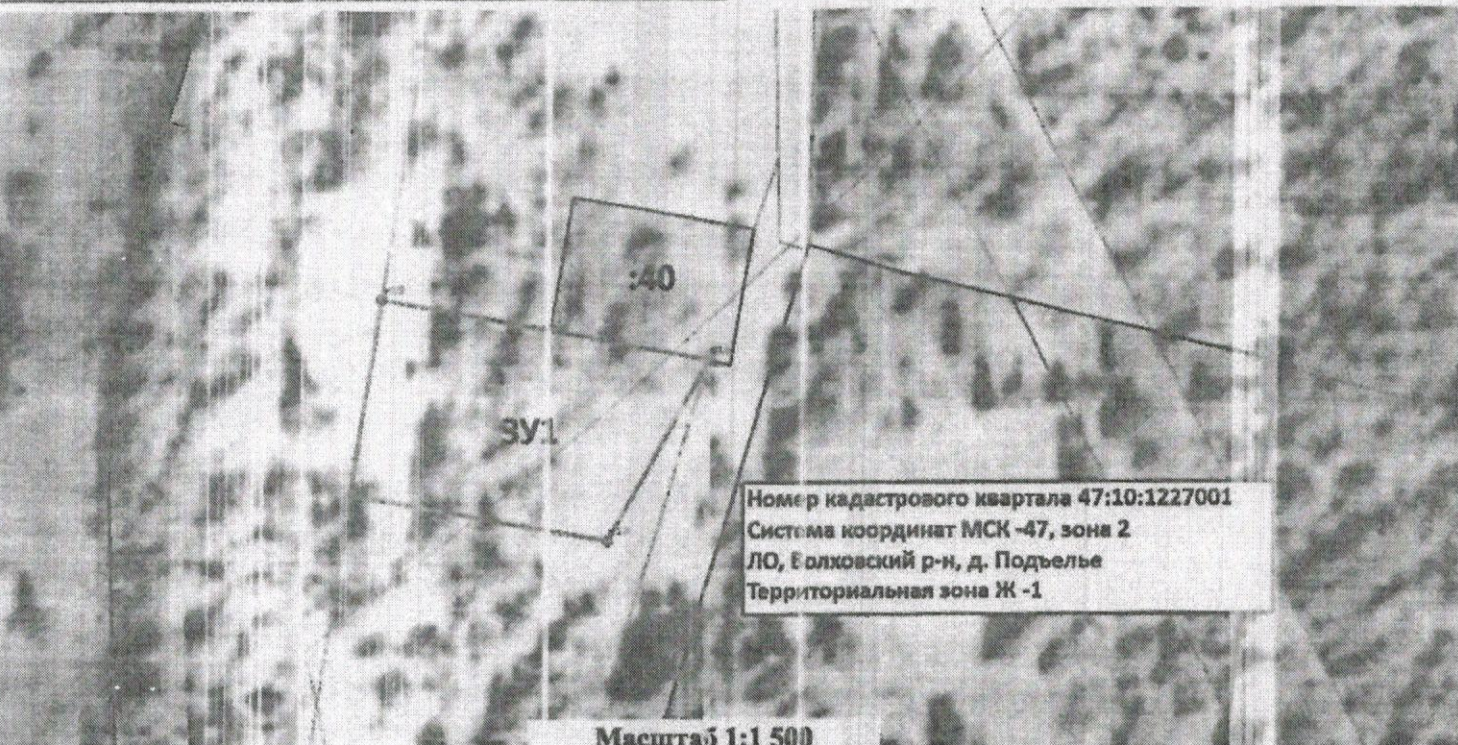 :40
ЗУ1
Номер кадастрового квартала 47:10:1227001
Система координат МСК -47, зона 2
ЛО, Волховский р-н, д. Подъелье
Территориальная зона Ж -1
Масштаб 1:1 500